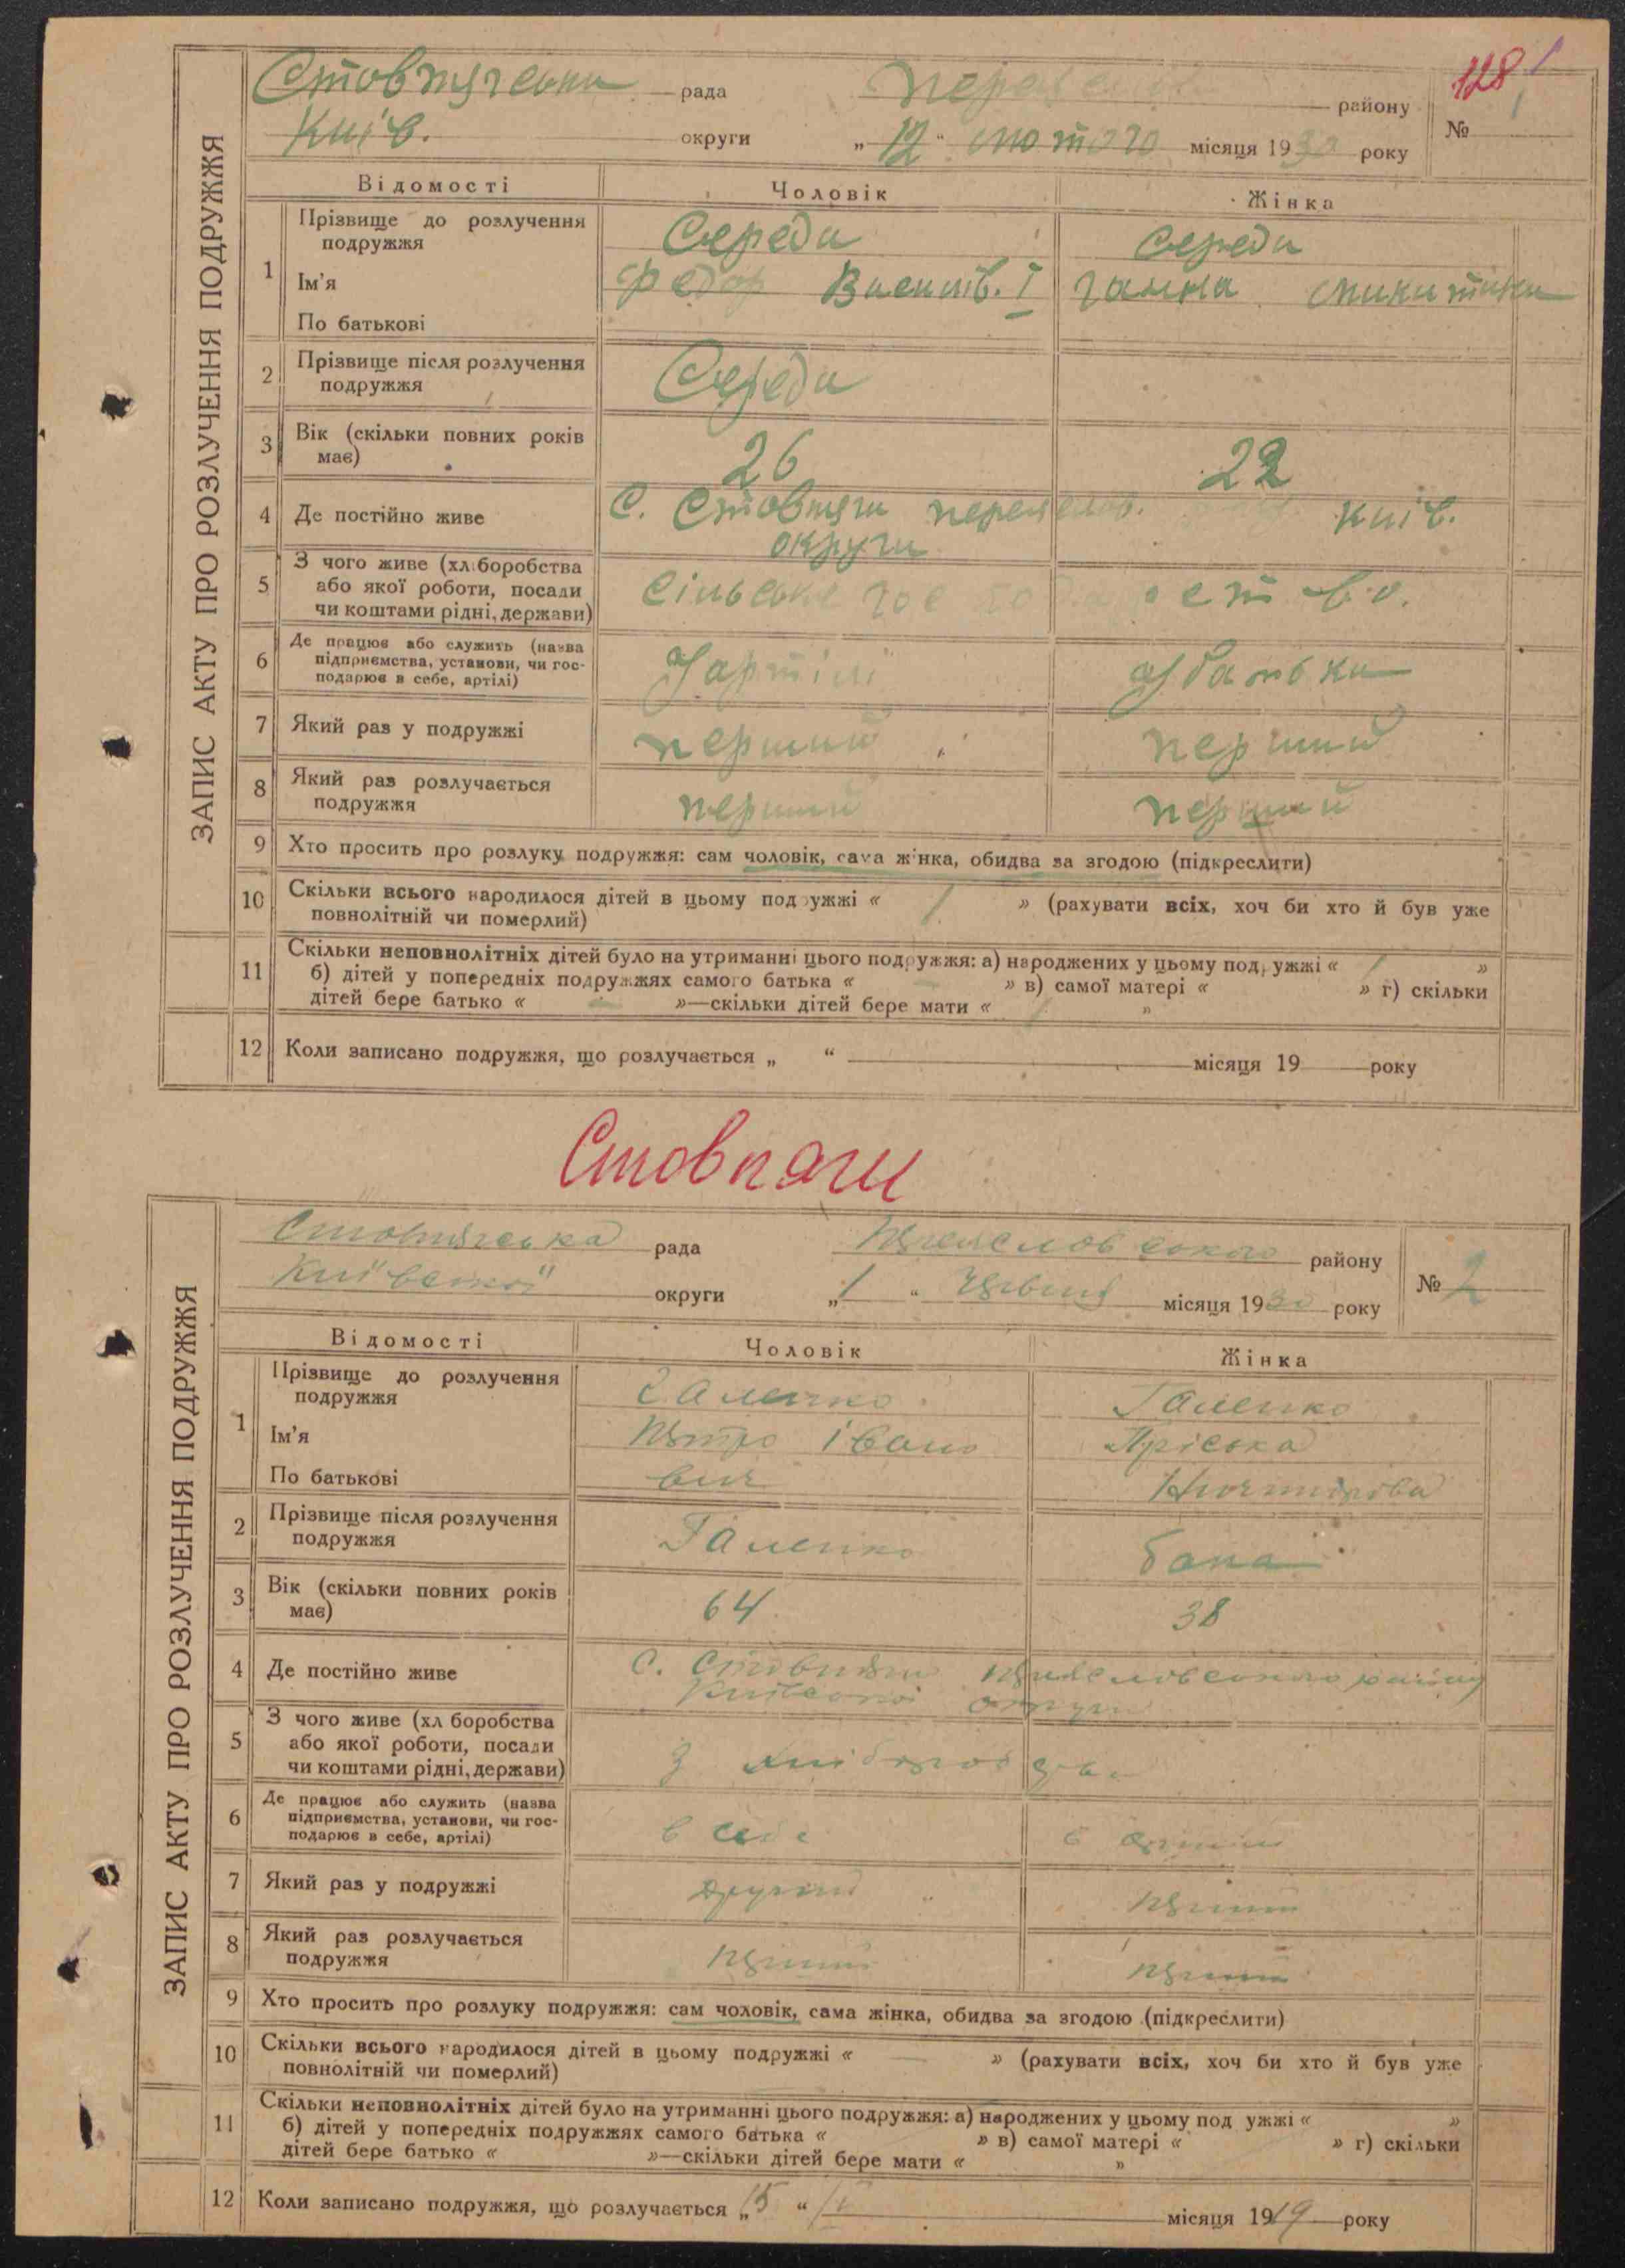 ЗАПИС АКТУ ПРО РОЗЛУЧЕННЯ ПОДРУЖЖЯ
128
рада
району
№ 1
Київ. округи „ 12 “ лютого місяця 1930 року
Відомості Чоловік Жінка
1 Прізвище до розлучення подружжя Середа Середа
Ім'я Федор Василів. І Ганна Микитівна
По батькові
2 Прізвище після розлучення подружжя Середа
3 Вік (скільки повних років має) 26 22
4 Де постійно живе С. Стовпяги Переяслав. Київ.
округи
5 З чого живе (хліборобства або якої роботи, посади чи коштами рідні, держави) Сільське господарство.
6 Де працює або служить (назва підприємства, установи, чи господарює в себе, артілі) У артілі у батька
7 Який раз у подружжі перший перший
8 Який раз розлучається подружжя перший перший
9 Хто просить про розлуку подружжя: сам чоловік, сама жінка, обидва за згодою (підкреслити)
10 Скільки всього народилося дітей в цьому подружжі « 1 » (рахувати всіх, хоч би хто й був уже
повнолітній чи померлий)
11 Скільки неповнолітніх дітей було на утриманні цього подружжя: а) народжених у цьому подружжі « 1 »
б) дітей у попередніх подружжях самого батька « — » в) самої матері « » г) скільки
дітей бере батько « — »—скільки дітей бере мати « 1 »
12 Коли записано подружжя, що розлучається „ “ місяця 19 року
Стовпяги
ЗАПИС АКТУ ПРО РОЗЛУЧЕННЯ ПОДРУЖЖЯ
Стовпязська рада Переяславського району
№ 2
Київської округи „ 1 “ червня місяця 1930 року
Відомості Чоловік Жінка
1 Прізвище до розлучення подружжя Галенко Галенко
Ім'я Петро Івано Пріська
По батькові вич
2 Прізвище після розлучення подружжя Галенко
3 Вік (скільки повних років має) 64 38
4 Де постійно живе С. Стовпяги Переяславського району
Київської округи
5 З чого живе (хліборобства або якої роботи, посади чи коштами рідні, держави) З хліборобства
6 Де працює або служить (назва підприємства, установи, чи господарює в себе, артілі) в себе в артілі
7 Який раз у подружжі другий перший
8 Який раз розлучається подружжя перший перший
9 Хто просить про розлуку подружжя: сам чоловік, сама жінка, обидва за згодою (підкреслити)
10 Скільки всього народилося дітей в цьому подружжі « — » (рахувати всіх, хоч би хто й був уже
повнолітній чи померлий)
11 Скільки неповнолітніх дітей було на утриманні цього подружжя: а) народжених у цьому подружжі « »
б) дітей у попередніх подружжях самого батька « » в) самої матері « » г) скільки
дітей бере батько « »—скільки дітей бере мати « »
12 Коли записано подружжя, що розлучається „ 15 “ місяця 1919 року